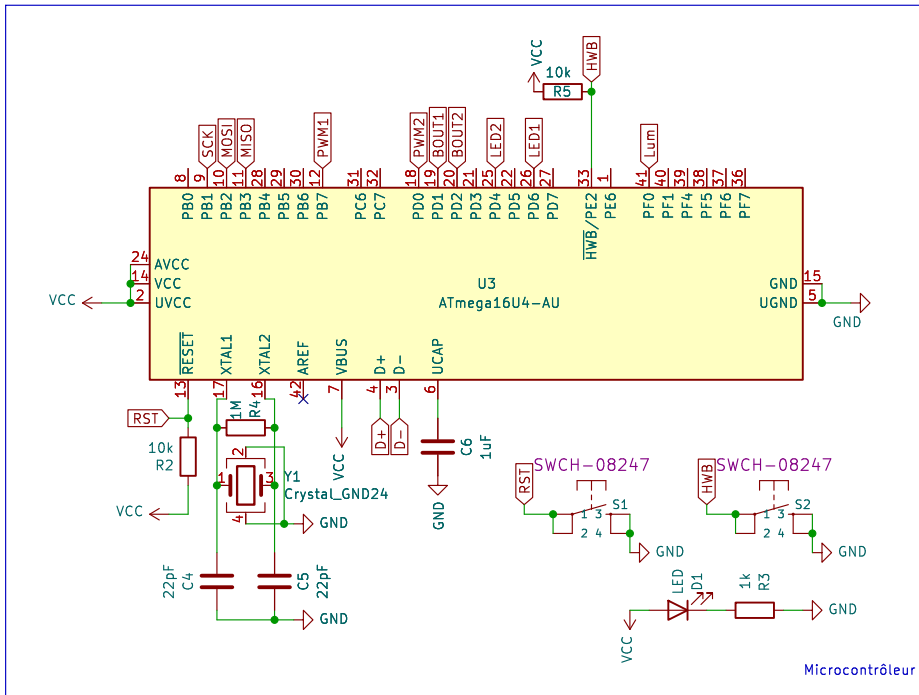 VCC
10k
R5
HWB
SCK
MOSI
MISO
PWM1
PWM2
BOUT1
BOUT2
LED2
LED1
Lum
8 9 10 11 28 29 30 12 31 32 18 19 20 21 25 22 26 27 33 1 41 40 39 38 37 36
PB0 PB1 PB2 PB3 PB4 PB5 PB6 PB7 PC6 PC7 PD0 PD1 PD2 PD3 PD4 PD5 PD6 PD7 HWB/PE2 PE6 PF0 PF1 PF4 PF5 PF6 PF7
24 AVCC
14 VCC
VCC 2 UVCC
U3
ATmega16U4-AU
GND 15
UGND 5
GND
RESET XTAL1 XTAL2 AREF VBUS D+ D- UCAP
13 17 16 42 7 4 3 6
RST
1M
R4
10k
R2
VCC
2
1 3
4
Y1
Crystal_GND24
GND
VCC
D+
D-
C6
1uF
GND
22pF
C4
C5
22pF
GND
SWCH-08247
RST
1 3
2 4
S1
GND
SWCH-08247
HWB
1 3
2 4
S2
GND
LED
D1
1k
R3
GND
VCC
Microcontrôleur